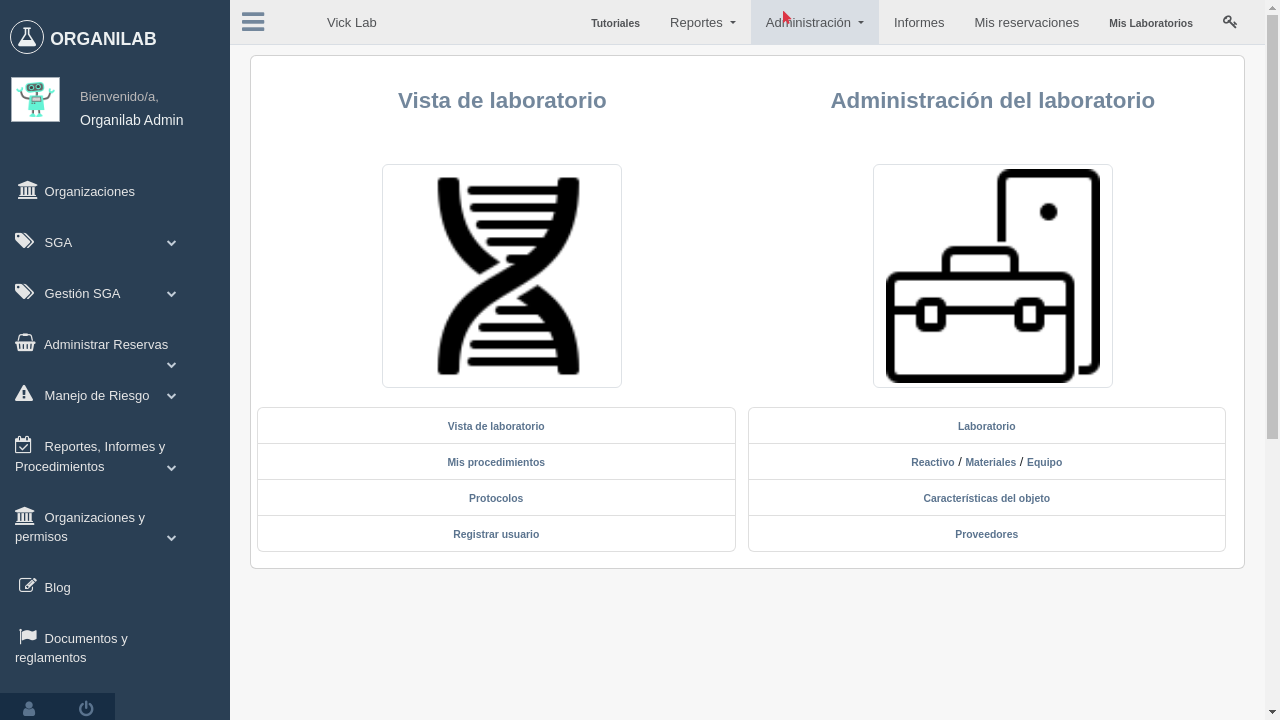 ORGANILAB
Bienvenido/a,
Organilab Admin
Organizaciones
SGA
Gestión SGA
Administrar Reservas
Manejo de Riesgo
Reportes, Informes y
Procedimientos
Organizaciones y
permisos
Blog
Documentos y
reglamentos
Vick Lab
Tutoriales
Reportes
Administración
Informes
Mis reservaciones
Mis Laboratorios
Vista de laboratorio
Vista de laboratorio
Mis procedimientos
Protocolos
Registrar usuario
Administración del laboratorio
Laboratorio
Reactivo / Materiales / Equipo
Características del objeto
Proveedores